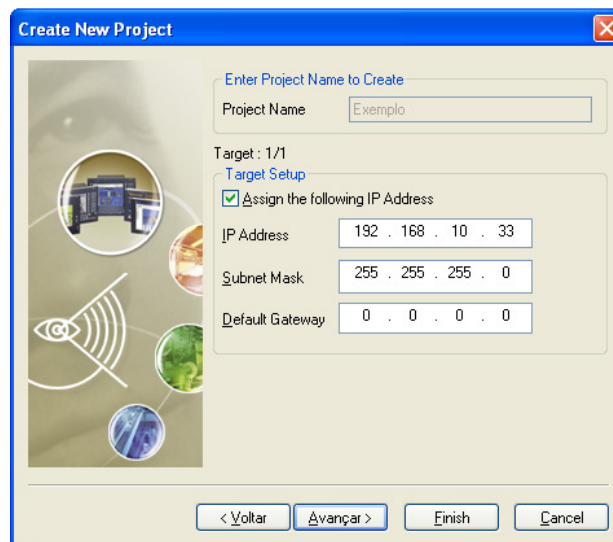 Create New Project
Enter Project Name to Create
Project Name Exemplo
Target : 1/1
Target Setup
Assign the following IP Address
IP Address 192 . 168 . 10 . 33
Subnet Mask 255 . 255 . 255 . 0
Default Gateway 0 . 0 . 0 . 0
< Voltar Avançar > Finish Cancel